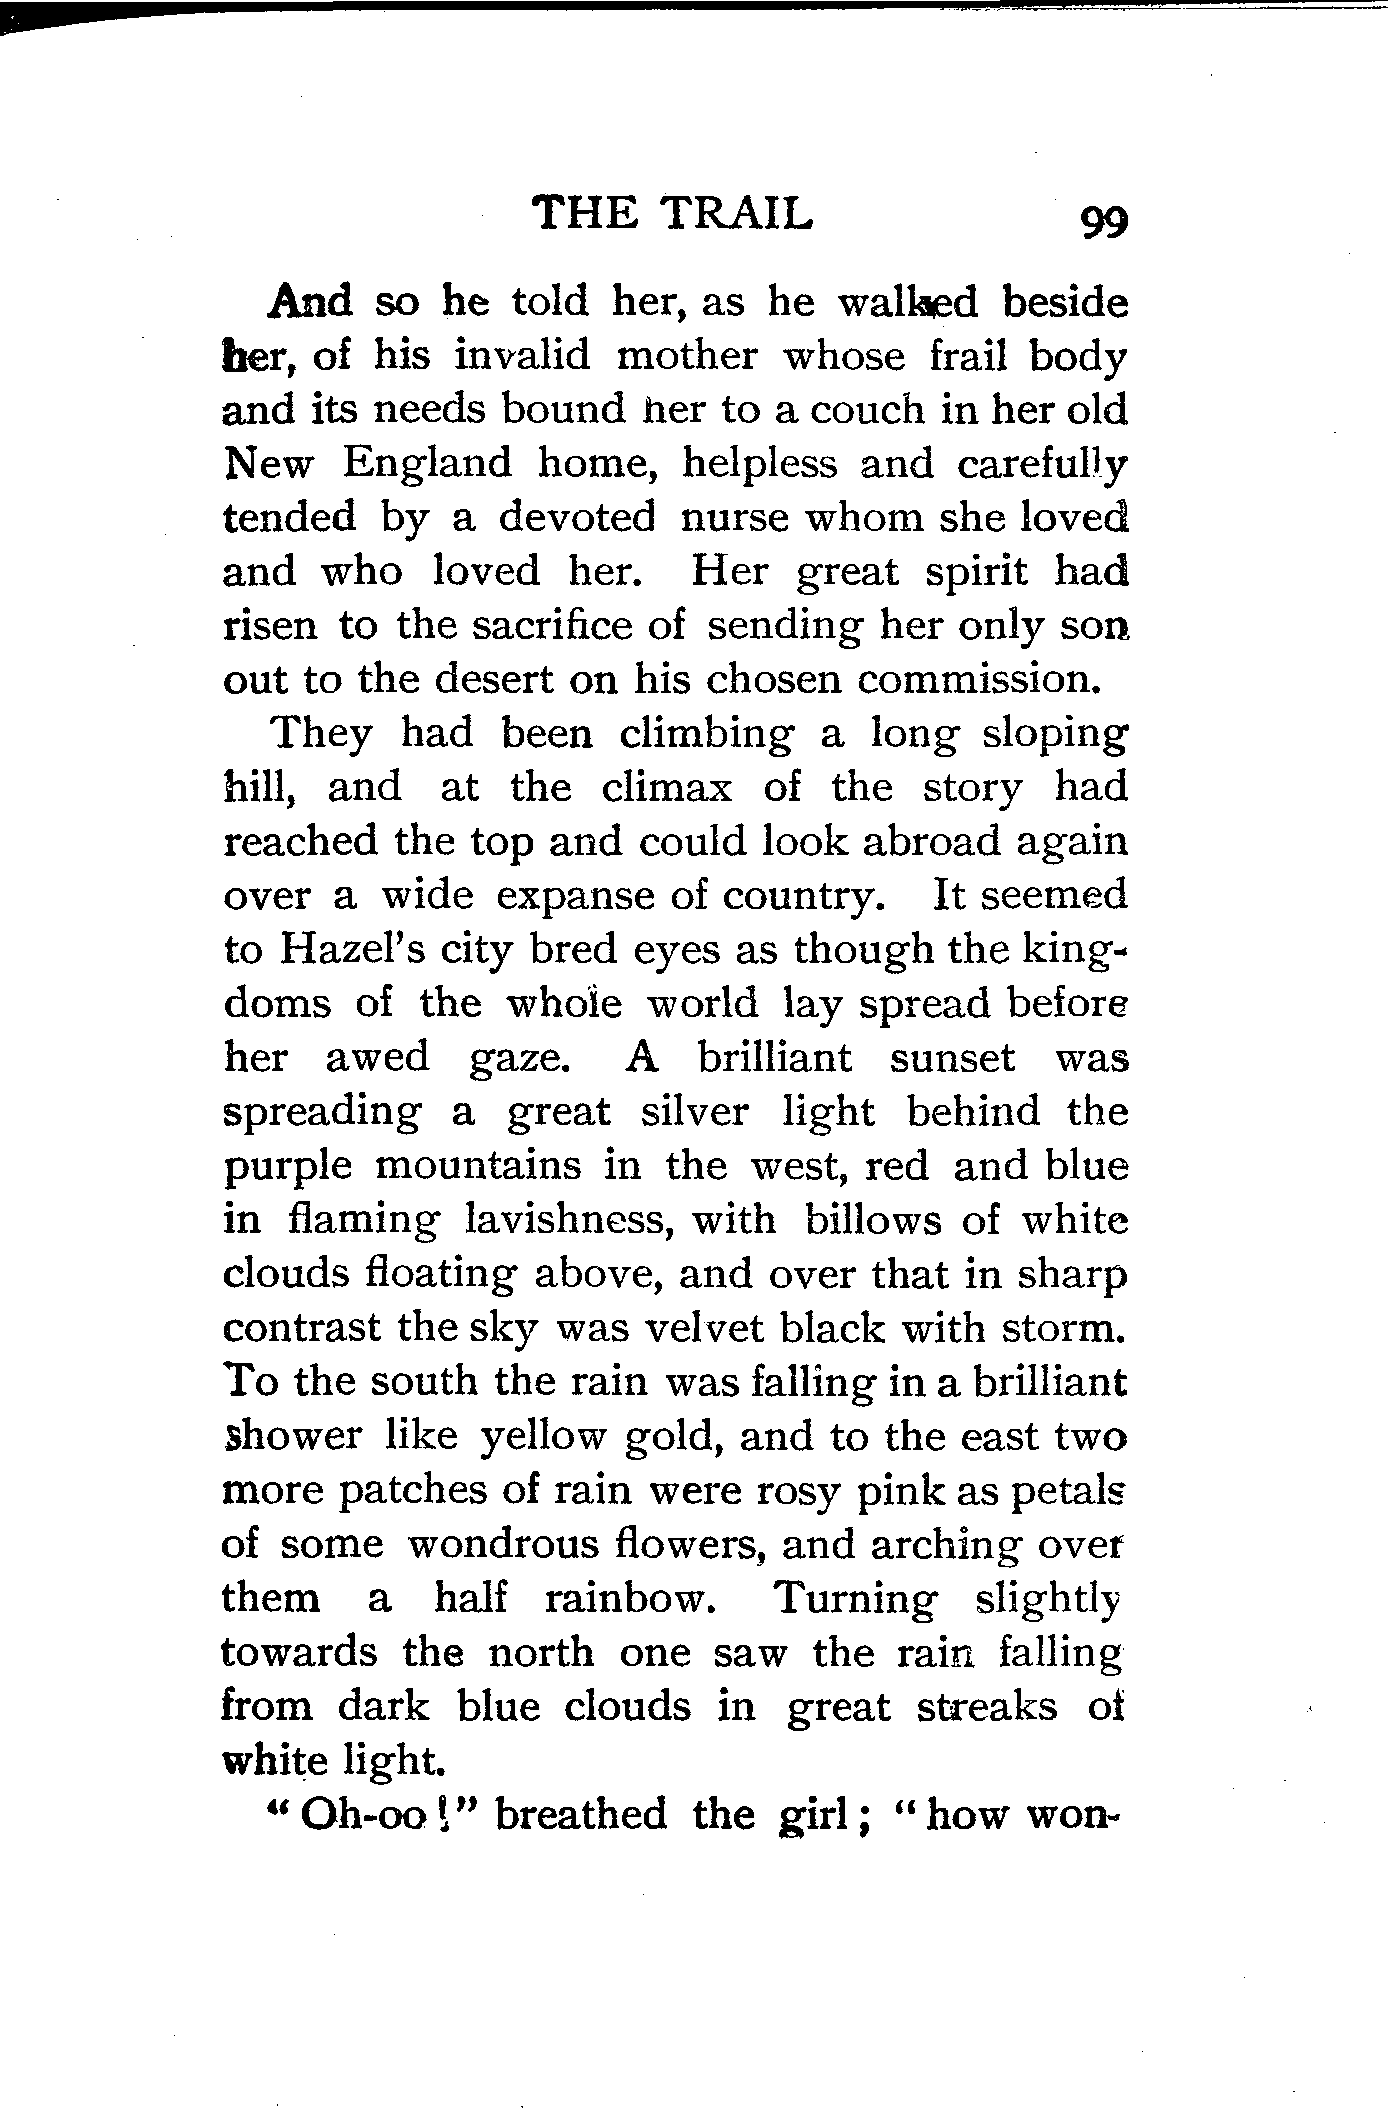 THE TRAIL 99
And so he told her, as he walked beside
her, of his invalid mother whose frail body
and its needs bound her to a couch in her old
New England home, helpless and carefully
tended by a devoted nurse whom she loved
and who loved her. Her great spirit had
risen to the sacrifice of sending her only son
out to the desert on his chosen commission.
They had been climbing a long sloping
hill, and at the climax of the story had
reached the top and could look abroad again
over a wide expanse of country. It seemed
to Hazel's city bred eyes as though the king-
doms of the whole world lay spread before
her awed gaze. A brilliant sunset was
spreading a great silver light behind the
purple mountains in the west, red and blue
in flaming lavishness, with billows of white
clouds floating above, and over that in sharp
contrast the sky was velvet black with storm.
To the south the rain was falling in a brilliant
shower like yellow gold, and to the east two
more patches of rain were rosy pink as petals
of some wondrous flowers, and arching over
them a half rainbow. Turning slightly
towards the north one saw the rain falling
from dark blue clouds in great streaks of
white light.
"Oh-oo!" breathed the girl; "how won-